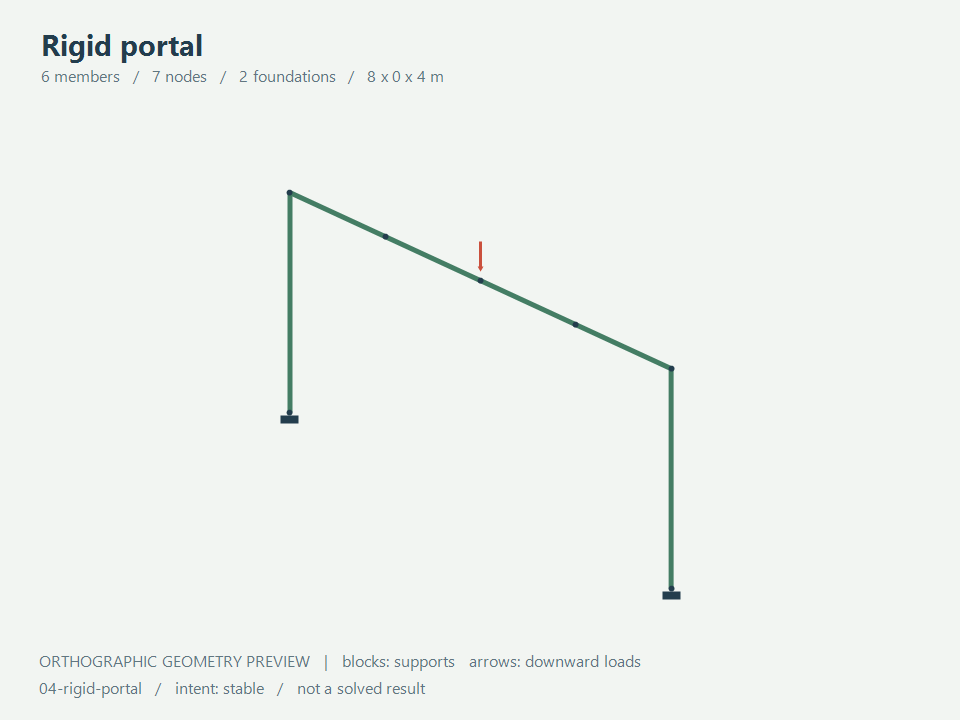 Rigid portal
6 members / 7 nodes / 2 foundations / 8 x 0 x 4 m
ORTHOGRAPHIC GEOMETRY PREVIEW | blocks: supports arrows: downward loads
04-rigid-portal / intent: stable / not a solved result